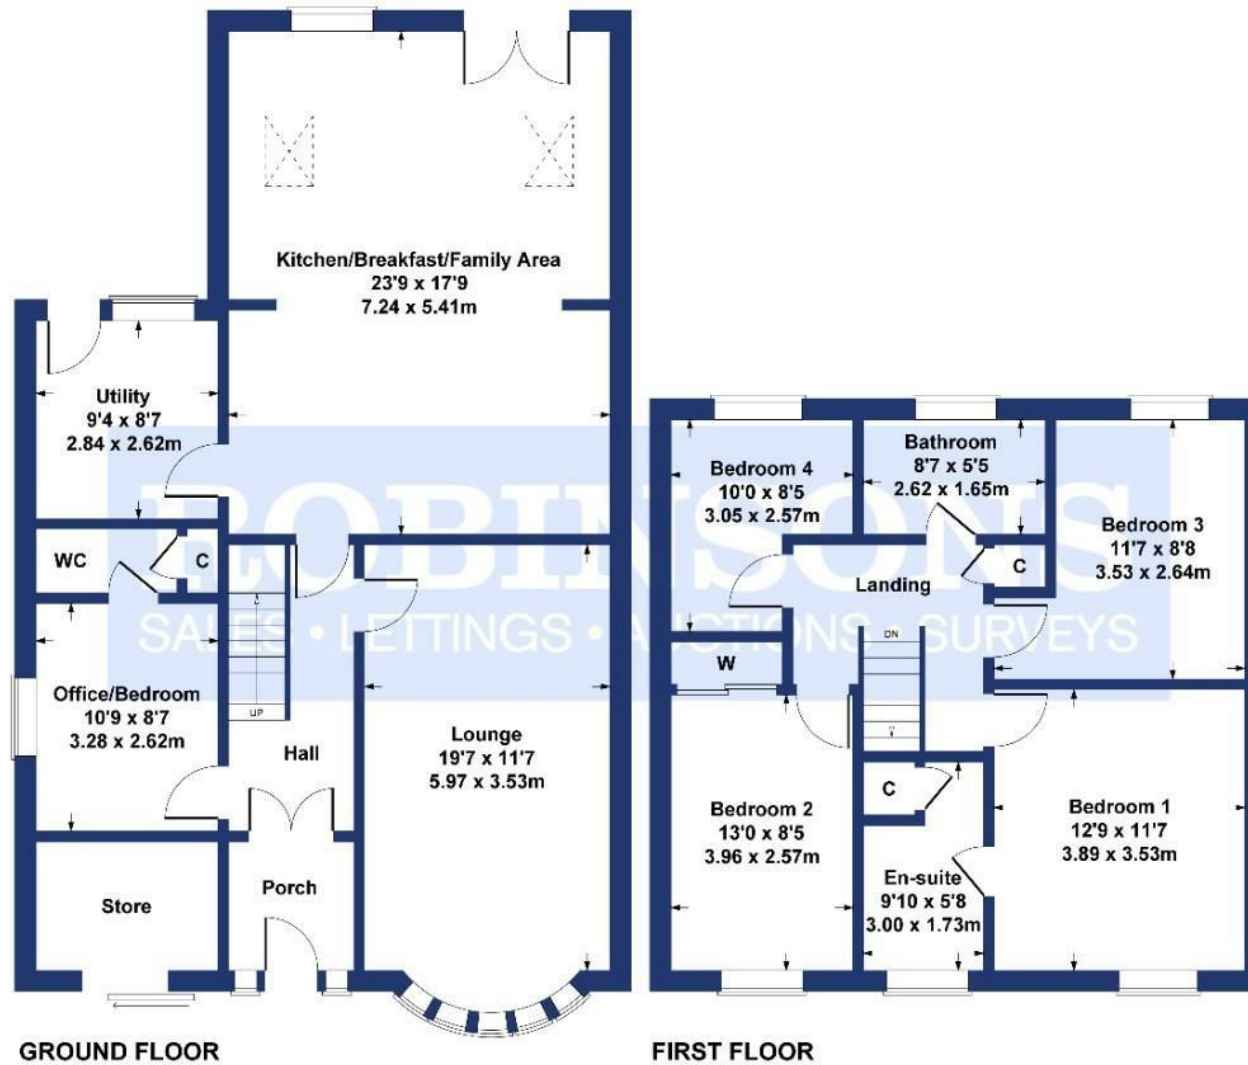 Kitchen/Breakfast/Family Area
23'9 x 17'9
7.24 x 5.41m
Utility
9'4 x 8'7
2.84 x 2.62m
WC
C
Office/Bedroom
10'9 x 8'7
3.28 x 2.62m
UP
Hall
Lounge
19'7 x 11'7
5.97 x 3.53m
Store
Porch
GROUND FLOOR
Bedroom 4
10'0 x 8'5
3.05 x 2.57m
Bathroom
8'7 x 5'5
2.62 x 1.65m
Bedroom 3
11'7 x 8'8
3.53 x 2.64m
Landing
C
DN
W
C
Bedroom 2
13'0 x 8'5
3.96 x 2.57m
En-suite
9'10 x 5'8
3.00 x 1.73m
Bedroom 1
12'9 x 11'7
3.89 x 3.53m
FIRST FLOOR
ROBINSONS
SALES • LETTINGS • AUCTIONS • SURVEYS